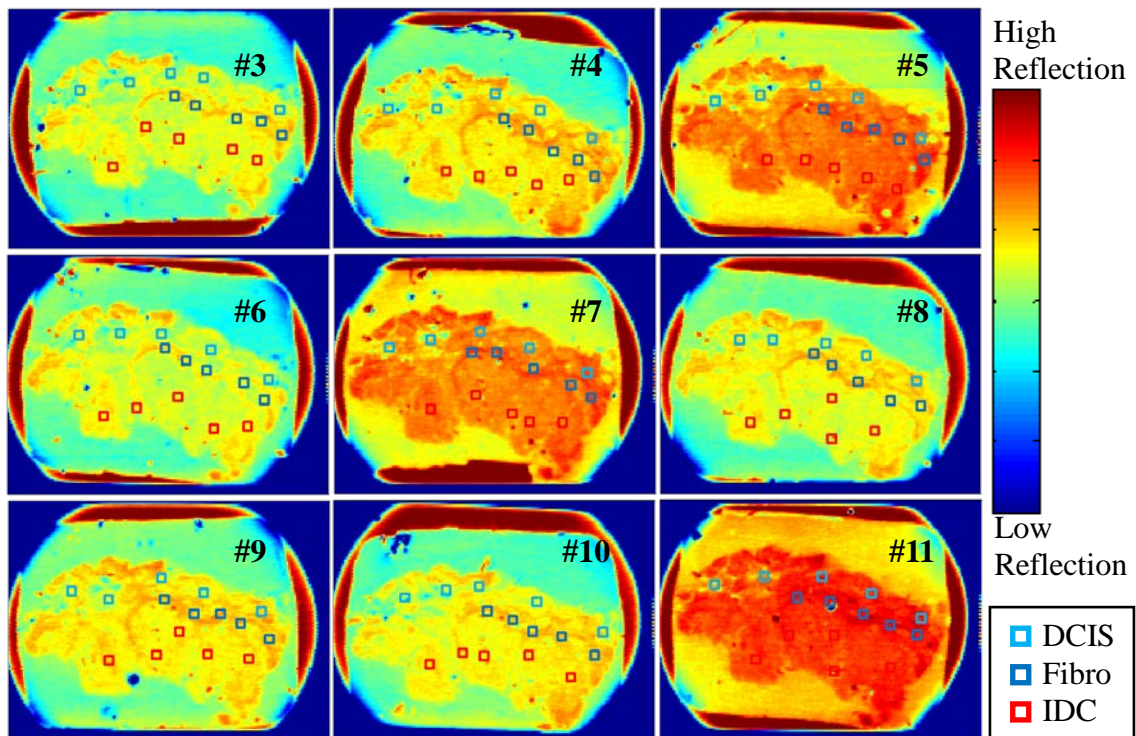 #3
#4
#5
High
Reflection
#6
#7
#8
#9
#10
#11
Low
Reflection
DCIS
Fibro
IDC